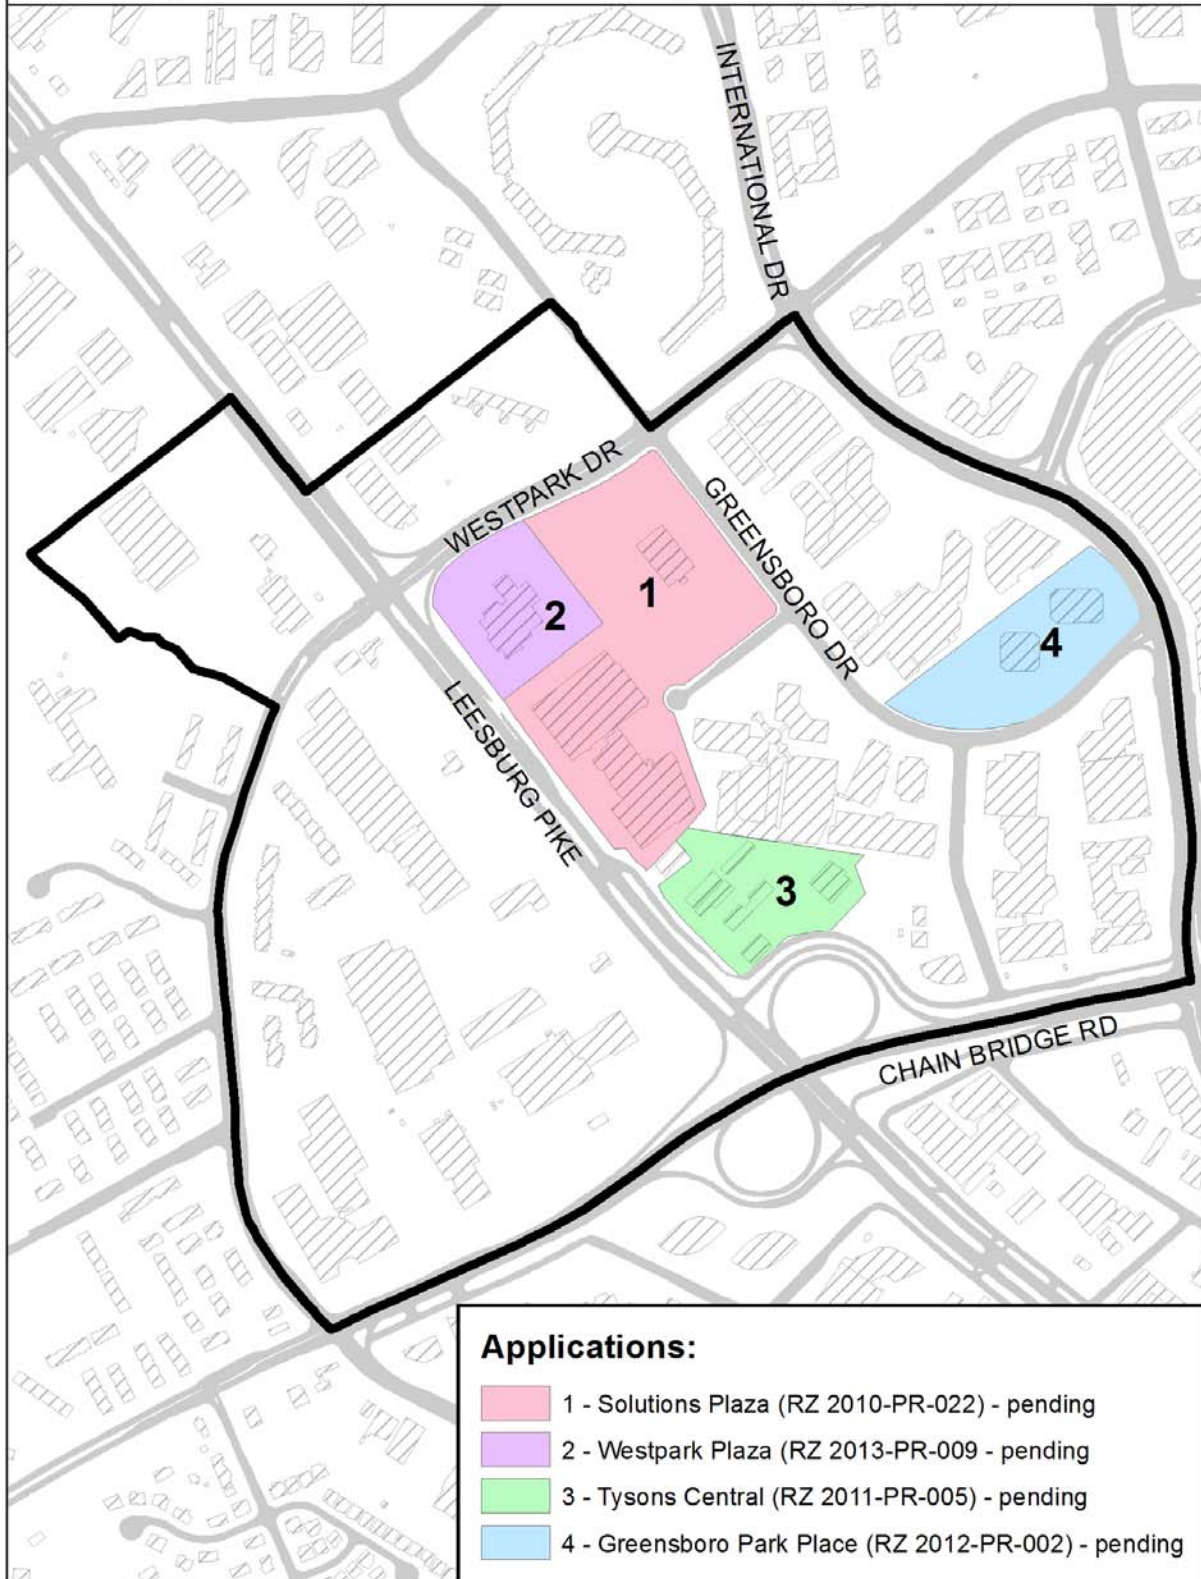 INTERNATIONAL DR
WESTPARK DR
GREENSBORO DR
1
2
4
LEESBURG PIKE
3
CHAIN BRIDGE RD
Applications:
1 - Solutions Plaza (RZ 2010-PR-022) - pending
2 - Westpark Plaza (RZ 2013-PR-009 - pending
3 - Tysons Central (RZ 2011-PR-005) - pending
4 - Greensboro Park Place (RZ 2012-PR-002) - pending